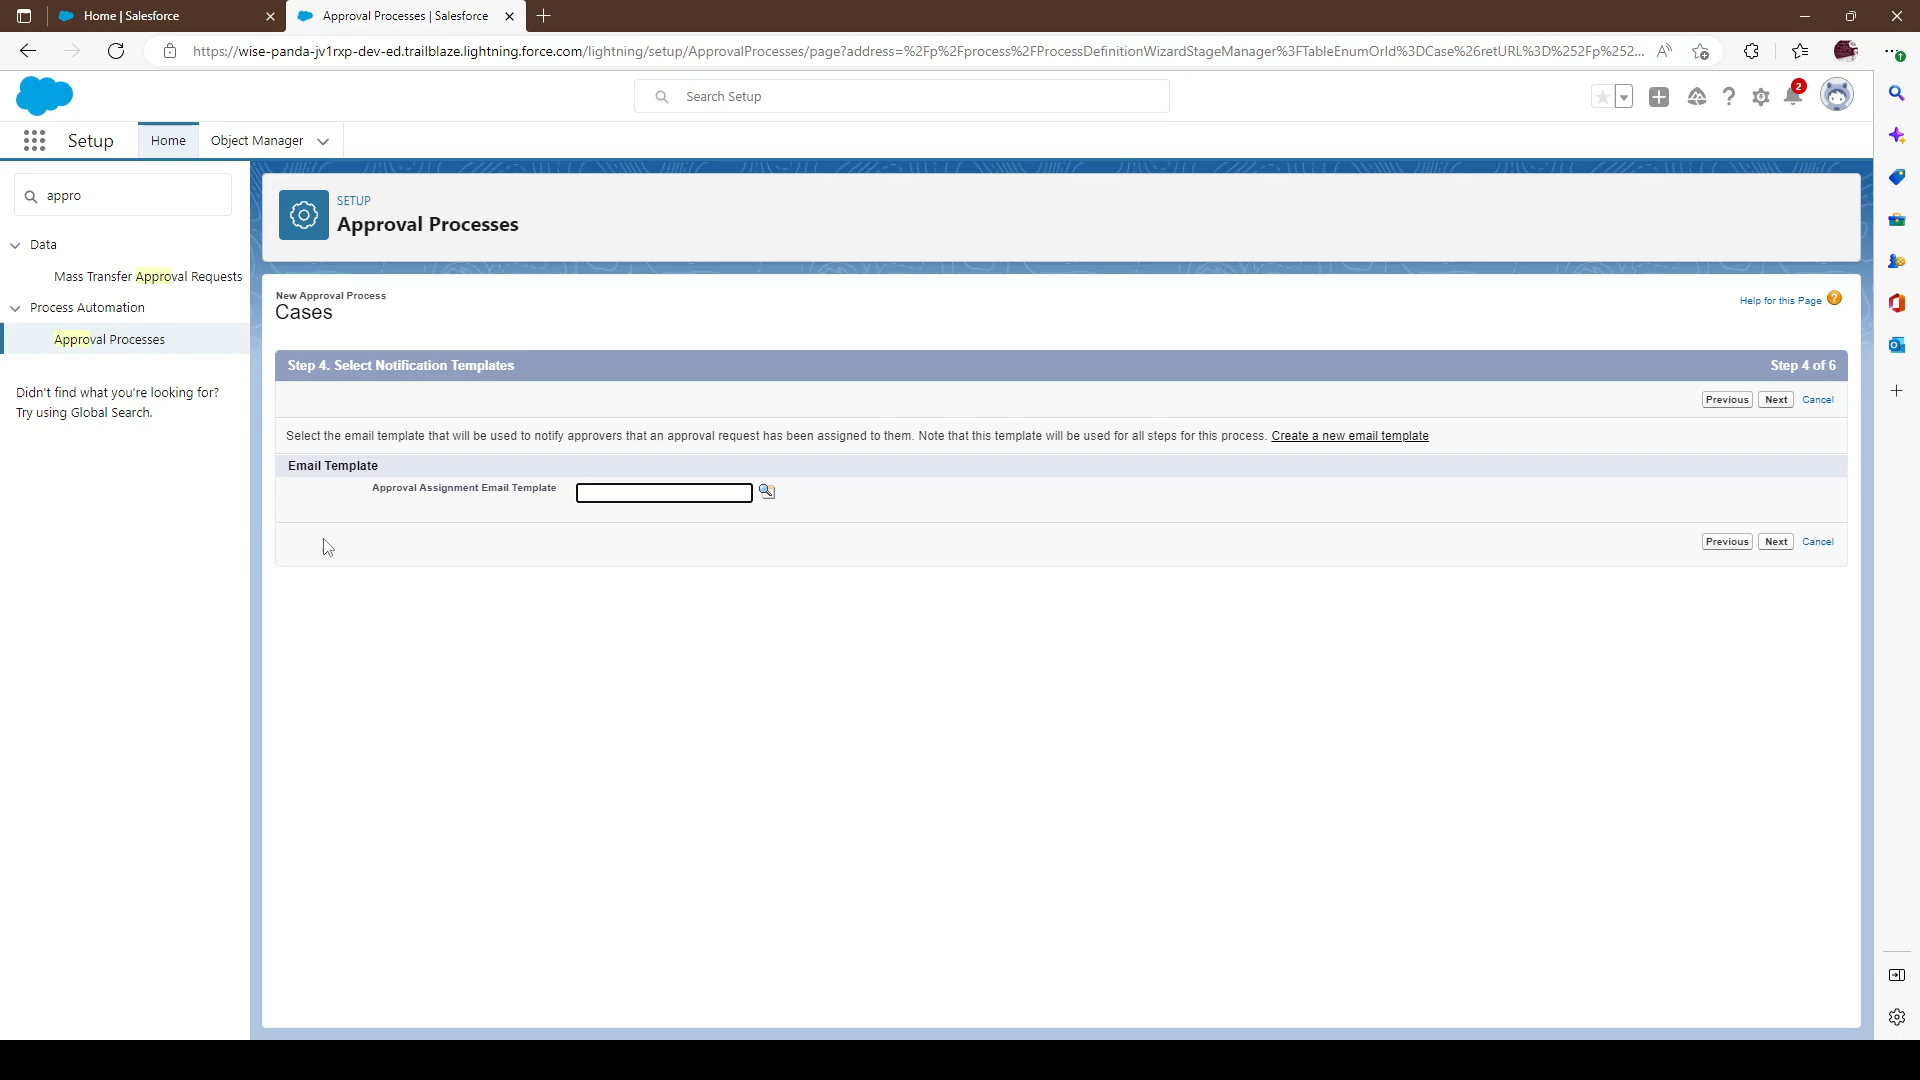 Home | Salesforce
Approval Processes | Salesforce
https://wise-panda-jv1rxp-dev-ed.trailblaze.lightning.force.com/lightning/setup/ApprovalProcesses/page?address=%2Fp%2Fprocess%2FProcessDefinitionWizardStageManager%3FTableEnumOrId%3DCase%26retURL%3D%252Fp%252...
Search Setup
2
Setup
Home
Object Manager
appro
Data
Mass Transfer Approval Requests
Process Automation
Approval Processes
Didn't find what you're looking for?
Try using Global Search.
SETUP
Approval Processes
New Approval Process
Cases
Help for this Page
Step 4. Select Notification Templates
Step 4 of 6
Previous Next Cancel
Select the email template that will be used to notify approvers that an approval request has been assigned to them. Note that this template will be used for all steps for this process. Create a new email template
Email Template
Approval Assignment Email Template
Previous Next Cancel